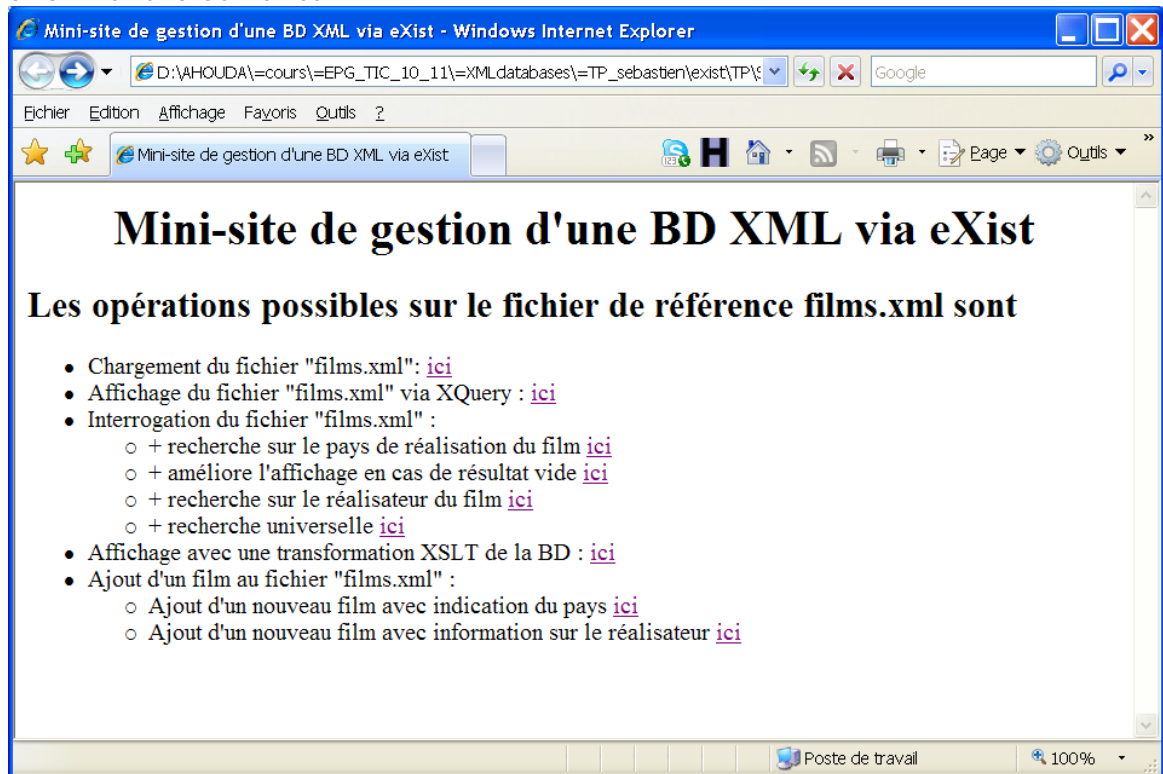 Mini-site de gestion d'une BD XML via eXist - Windows Internet Explorer
D:\AHOUDA\=cours\=EPG_TIC_10_11\=XMLdatabases\=TP_sebastien\exist\TP\
Google
Fichier Edition Affichage Favoris Outils ?
Mini-site de gestion d'une BD XML via eXist
H
Page
Outils
»
Mini-site de gestion d'une BD XML via eXist
Les opérations possibles sur le fichier de référence films.xml sont
• Chargement du fichier "films.xml": ici
• Affichage du fichier "films.xml" via XQuery : ici
• Interrogation du fichier "films.xml" :
○ + recherche sur le pays de réalisation du film ici
○ + améliore l'affichage en cas de résultat vide ici
○ + recherche sur le réalisateur du film ici
○ + recherche universelle ici
• Affichage avec une transformation XSLT de la BD : ici
• Ajout d'un film au fichier "films.xml" :
○ Ajout d'un nouveau film avec indication du pays ici
○ Ajout d'un nouveau film avec information sur le réalisateur ici
Poste de travail
100%